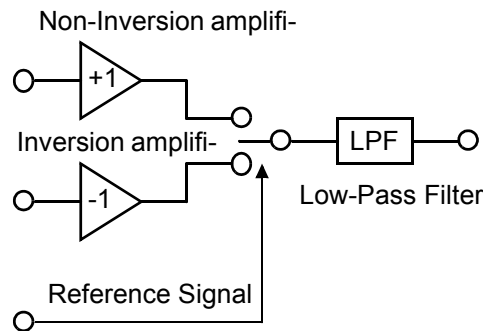 Non-Inversion amplifi-
+1
Inversion amplifi-
LPF
-1
Low-Pass Filter
Reference Signal